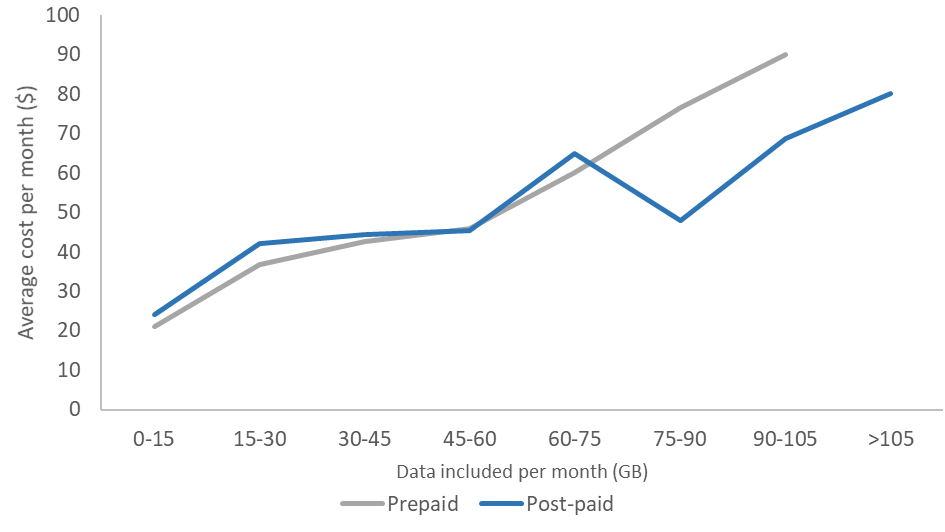 100
90
80
70
60
50
40
30
20
10
0
Average cost per month ($)
0-15 15-30 30-45 45-60 60-75 75-90 90-105 >105
Data included per month (GB)
Prepaid Post-paid